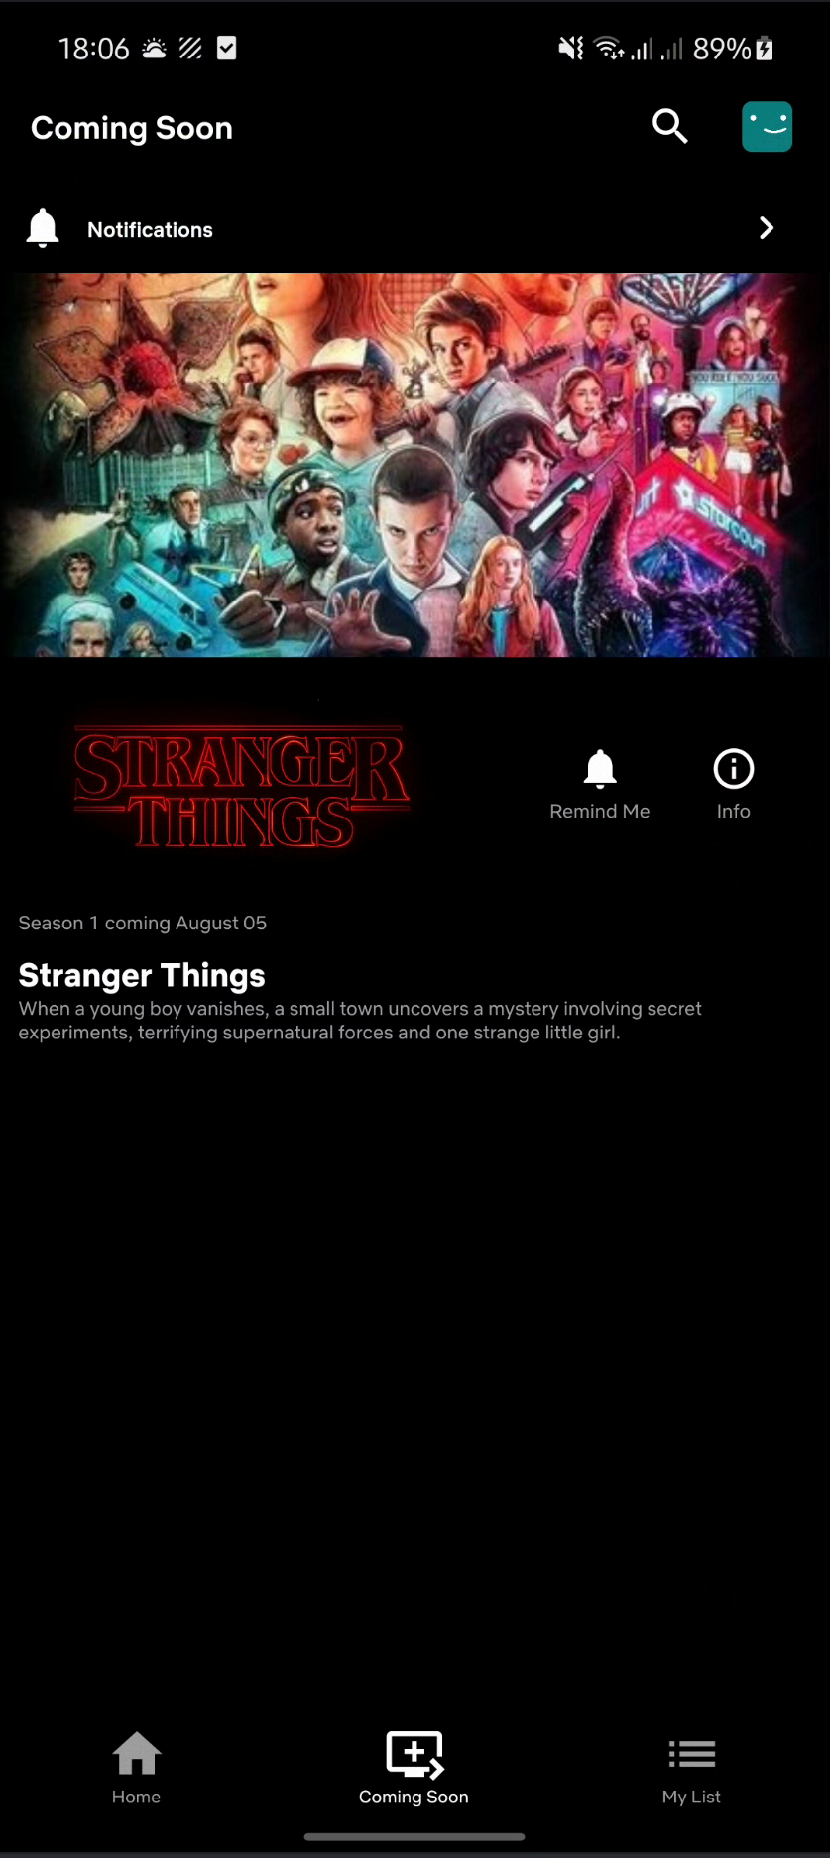 18:06 89%
Coming Soon
Notifications
starcourt
STRANGER
THINGS
Remind Me
Info
Season 1 coming August 05
Stranger Things
When a young boy vanishes, a small town uncovers a mystery involving secret
experiments, terrifying supernatural forces and one strange little girl.
Home
Coming Soon
My List